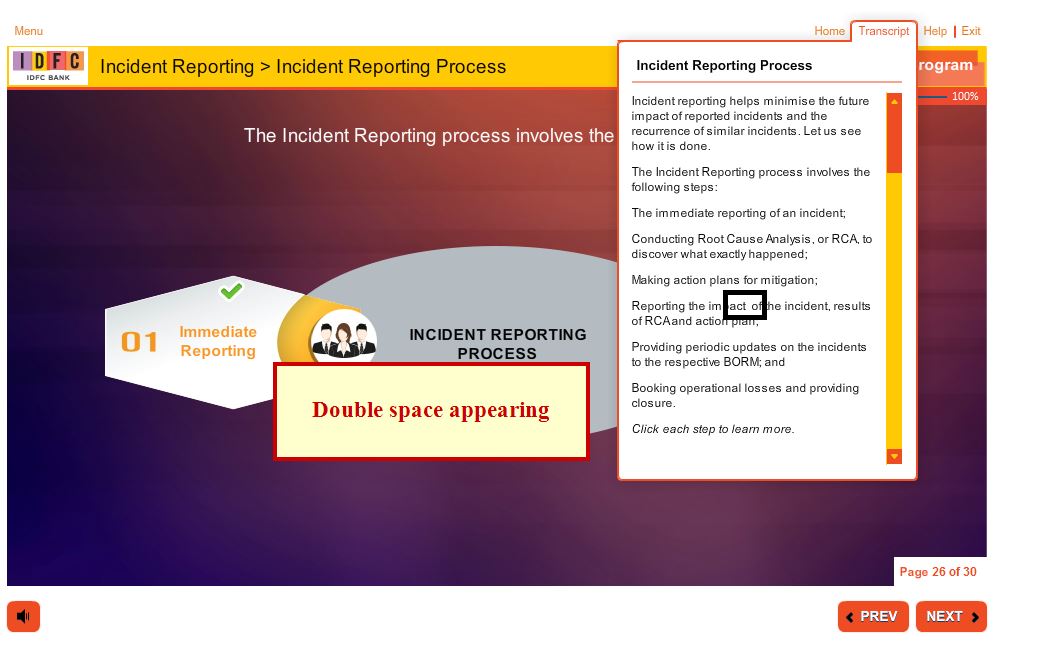 Menu
Home Transcript Help | Exit
IDFC
IDFC BANK
Incident Reporting > Incident Reporting Process
rogram
100%
The Incident Reporting process involves the
Incident Reporting Process
Incident reporting helps minimise the future
impact of reported incidents and the
recurrence of similar incidents. Let us see
how it is done.
The Incident Reporting process involves the
following steps:
The immediate reporting of an incident;
Conducting Root Cause Analysis, or RCA, to
discover what exactly happened;
Making action plans for mitigation;
Reporting the impact  of the incident, results
of RCA and action plan;
Providing periodic updates on the incidents
to the respective BORM; and
Booking operational losses and providing
closure.
Click each step to learn more.
01
Immediate
Reporting
INCIDENT REPORTING
PROCESS
Double space appearing
Page 26 of 30
PREV
NEXT